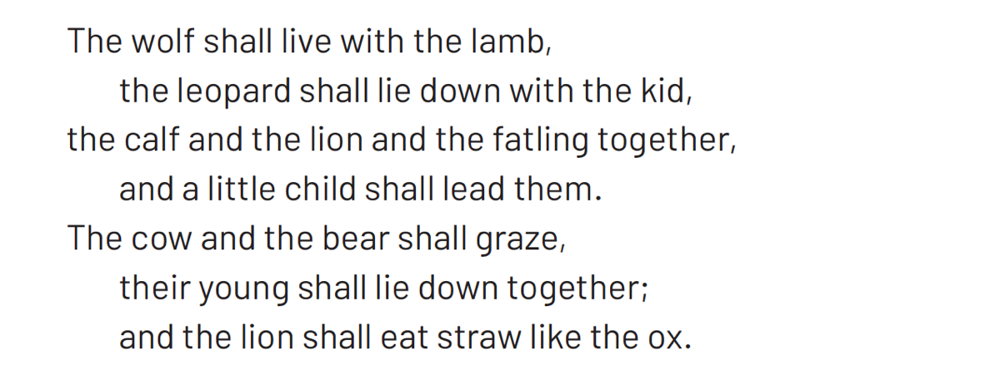 The wolf shall live with the lamb,
the leopard shall lie down with the kid,
the calf and the lion and the fatling together,
and a little child shall lead them.
The cow and the bear shall graze,
their young shall lie down together;
and the lion shall eat straw like the ox.